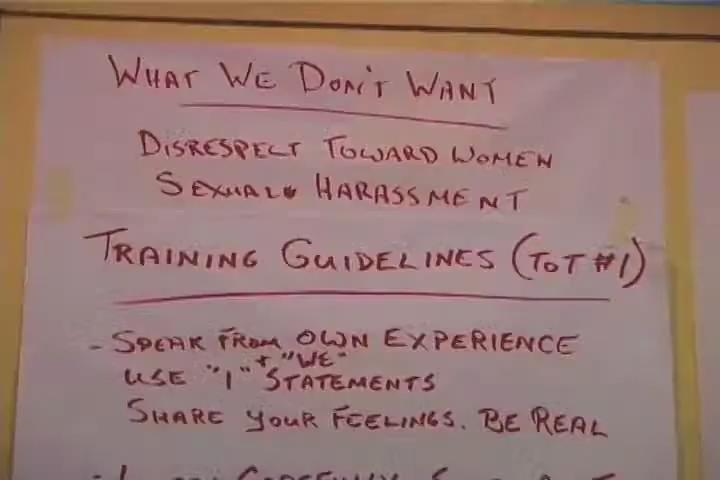 WHAT WE DON'T WANT
DISRESPECT TOWARD WOMEN
SEXUAL HARASSMENT
TRAINING GUIDELINES (TOT #1)
- SPEAK FROM OWN EXPERIENCE
+ "WE"
USE "I" STATEMENTS
SHARE YOUR FEELINGS. BE REAL